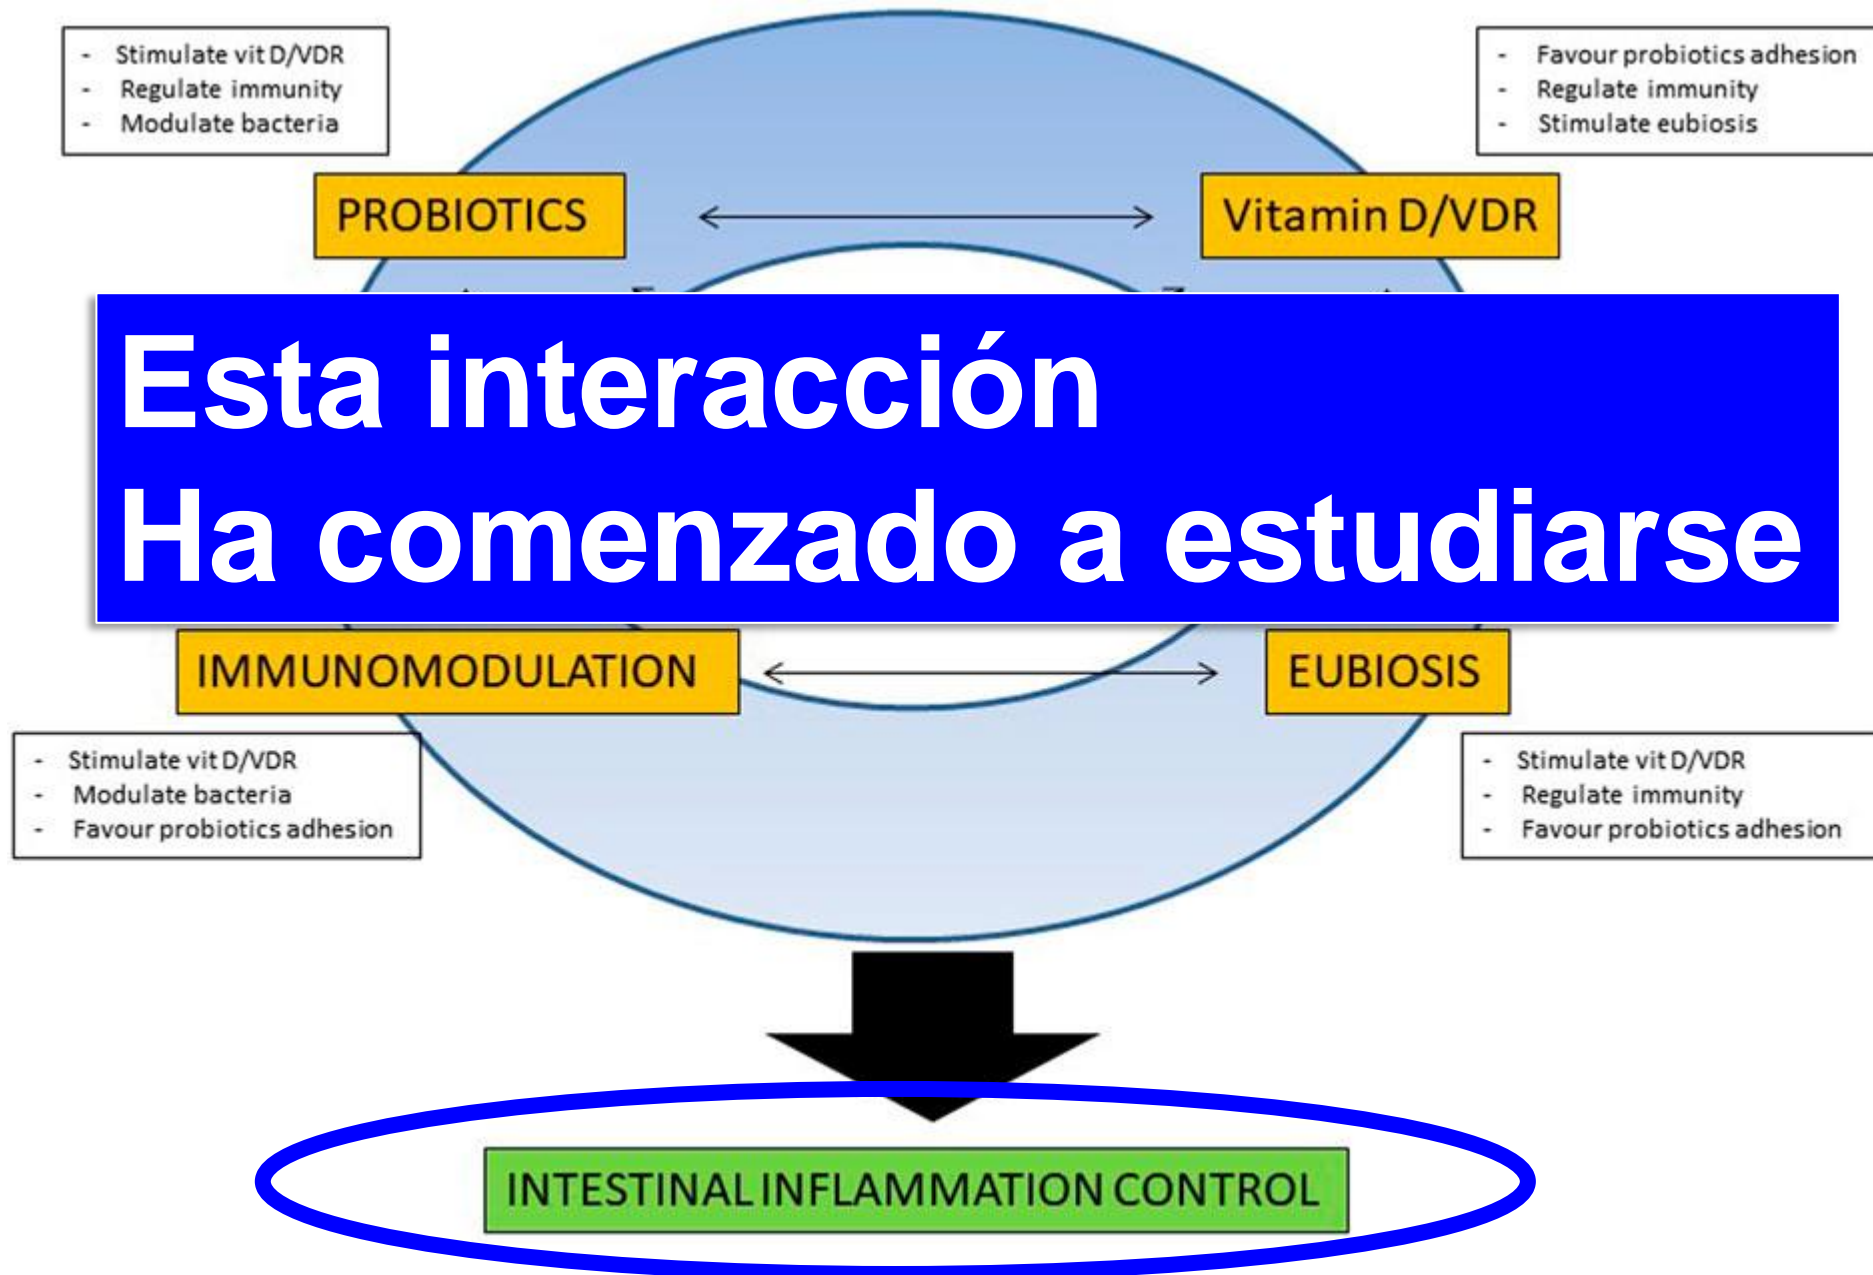 - Stimulate vit D/VDR
- Regulate immunity
- Modulate bacteria
- Favour probiotics adhesion
- Regulate immunity
- Stimulate eubiosis
PROBIOTICS
Vitamin D/VDR
Esta interacción
Ha comenzado a estudiarse
IMMUNOMODULATION
EUBIOSIS
- Stimulate vit D/VDR
- Modulate bacteria
- Favour probiotics adhesion
- Stimulate vit D/VDR
- Regulate immunity
- Favour probiotics adhesion
INTESTINAL INFLAMMATION CONTROL